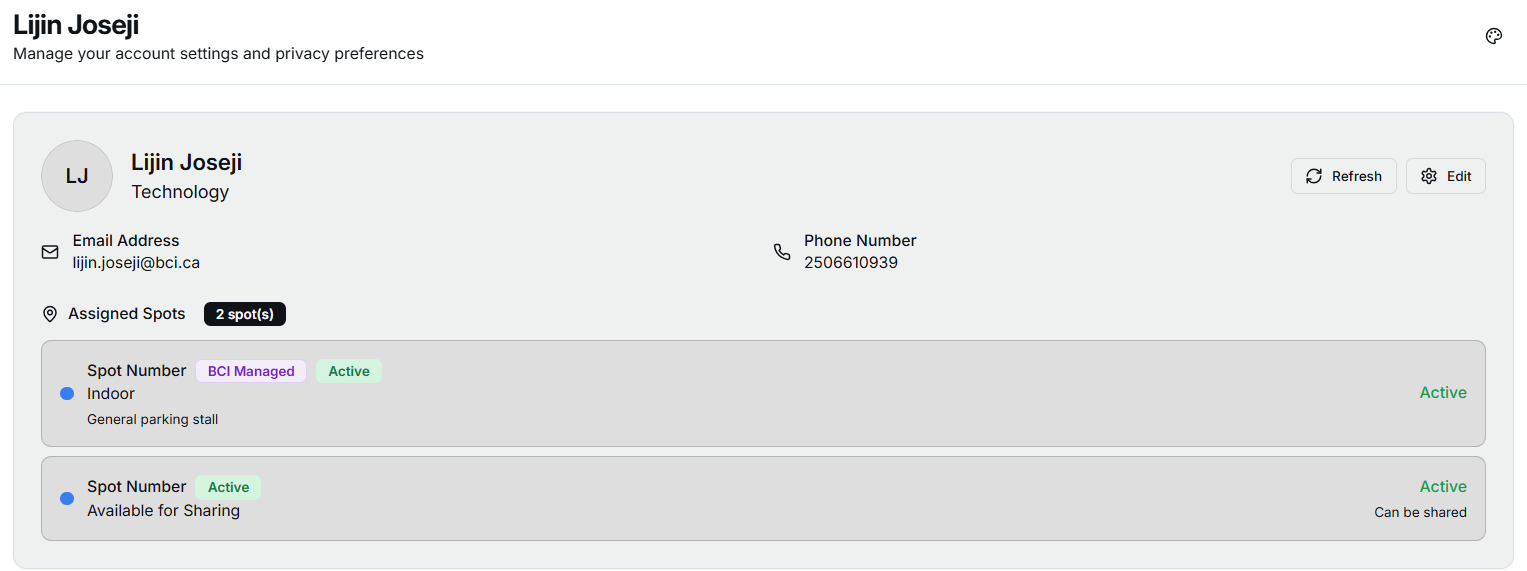 Lijin Joseji
Manage your account settings and privacy preferences
LJ
Lijin Joseji
Technology
Refresh
Edit
Email Address
lijin.joseji@bci.ca
Phone Number
2506610939
Assigned Spots
2 spot(s)
Spot Number BCI Managed Active
Indoor
General parking stall
Active
Spot Number Active
Available for Sharing
Active
Can be shared